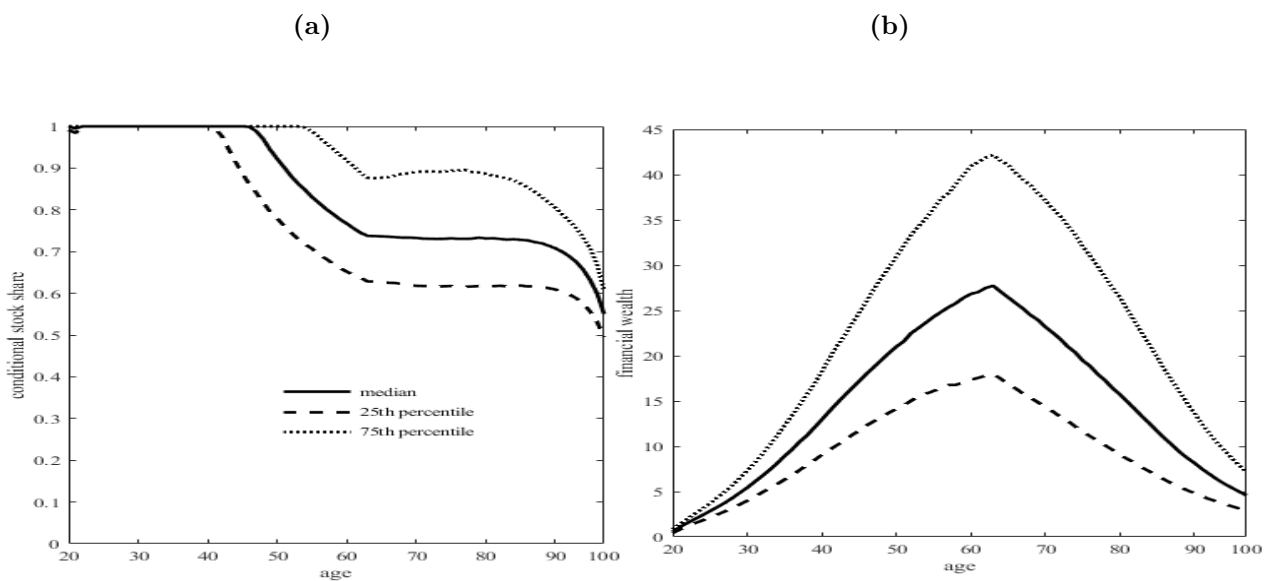 (a)
(b)
1
0.9
0.8
0.7
0.6
0.5
0.4
0.3
0.2
0.1
0
20 30 40 50 60 70 80 90 100
age
conditional stock share
median
25th percentile
75th percentile
45
40
35
30
25
20
15
10
5
0
20 30 40 50 60 70 80 90 100
age
financial wealth